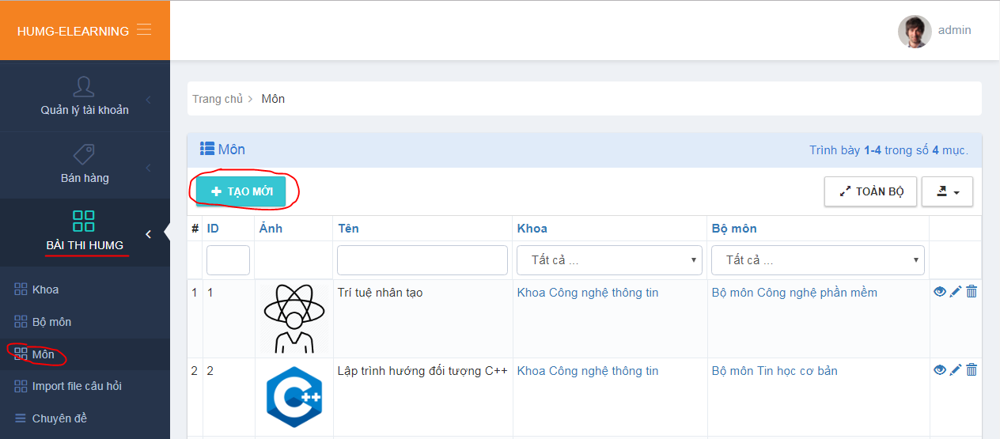 HUMG-ELEARNING
admin
Quản lý tài khoản
Bán hàng
BÀI THI HUMG
Khoa
Bộ môn
Môn
Import file câu hỏi
Chuyên đề
Trang chủ > Môn
Môn
Trình bày 1-4 trong số 4 mục.
+ TẠO MỚI
TOÀN BỘ
# ID Ảnh Tên Khoa Bộ môn
Tất cả ... Tất cả ...
1 1 Trí tuệ nhân tạo Khoa Công nghệ thông tin Bộ môn Công nghệ phần mềm
2 2 Lập trình hướng đối tượng C++ Khoa Công nghệ thông tin Bộ môn Tin học cơ bản
C++